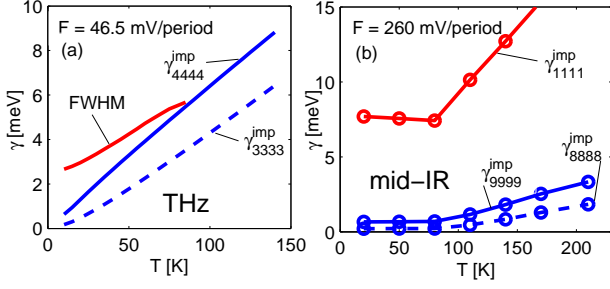 F = 46.5 mV/period
(a)
γ^imp_4444
FWHM
γ^imp_3333
THz
γ [meV]
0
2
4
6
8
10
0
50
100
150
T [K]
F = 260 mV/period
(b)
γ^imp_1111
γ^imp_8888
mid−IR
γ^imp_9999
γ [meV]
0
5
10
15
0
50
100
150
200
T [K]